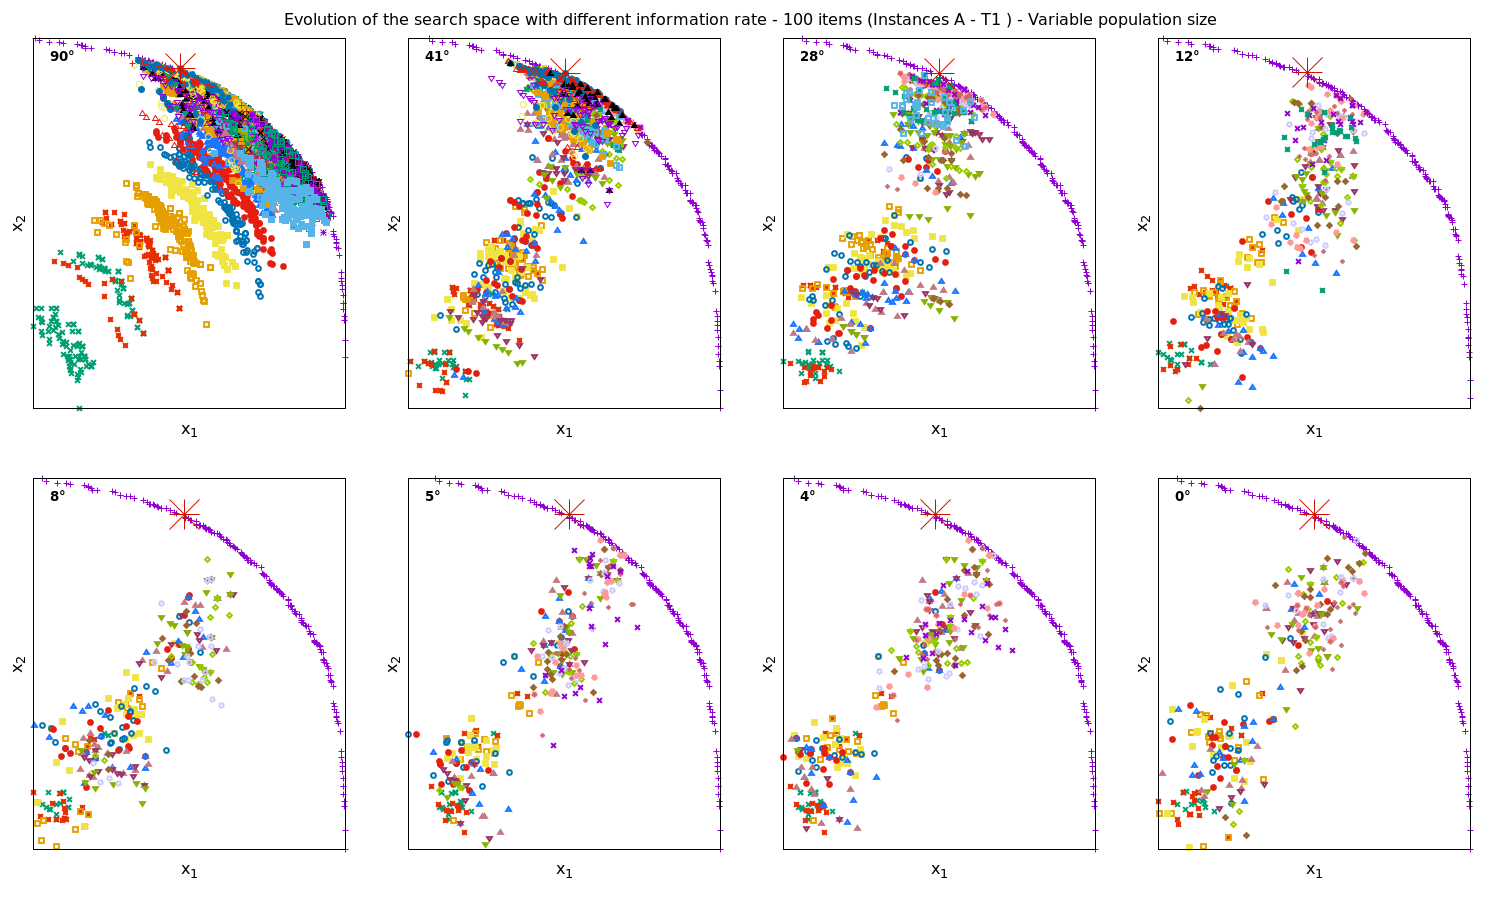 Evolution of the search space with different information rate - 100 items (Instances A - T1 ) - Variable population size
90°
41°
28°
12°
x2
x2
x2
x2
x1
x1
x1
x1
8°
5°
4°
0°
x2
x2
x2
x2
x1
x1
x1
x1